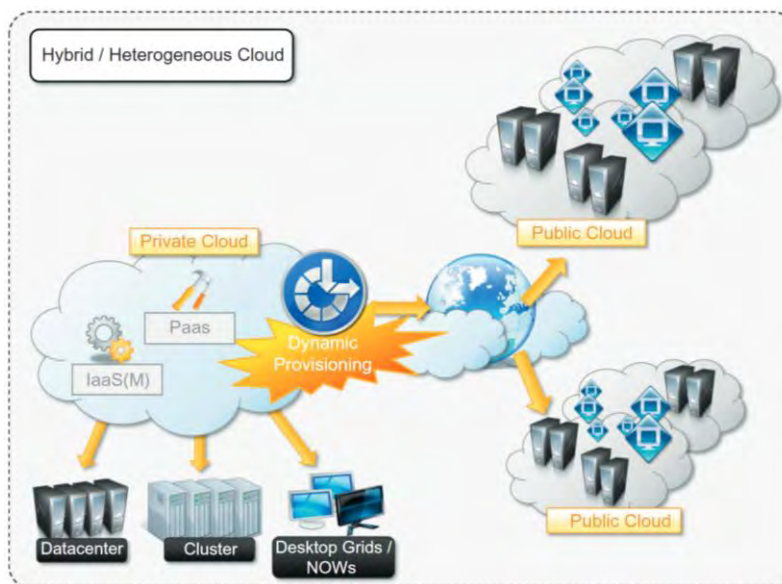 Hybrid / Heterogeneous Cloud
Public Cloud
Private Cloud
Paas
Dynamic
Provisioning
IaaS(M)
Datacenter
Cluster
Desktop Grids /
NOWs
Public Cloud